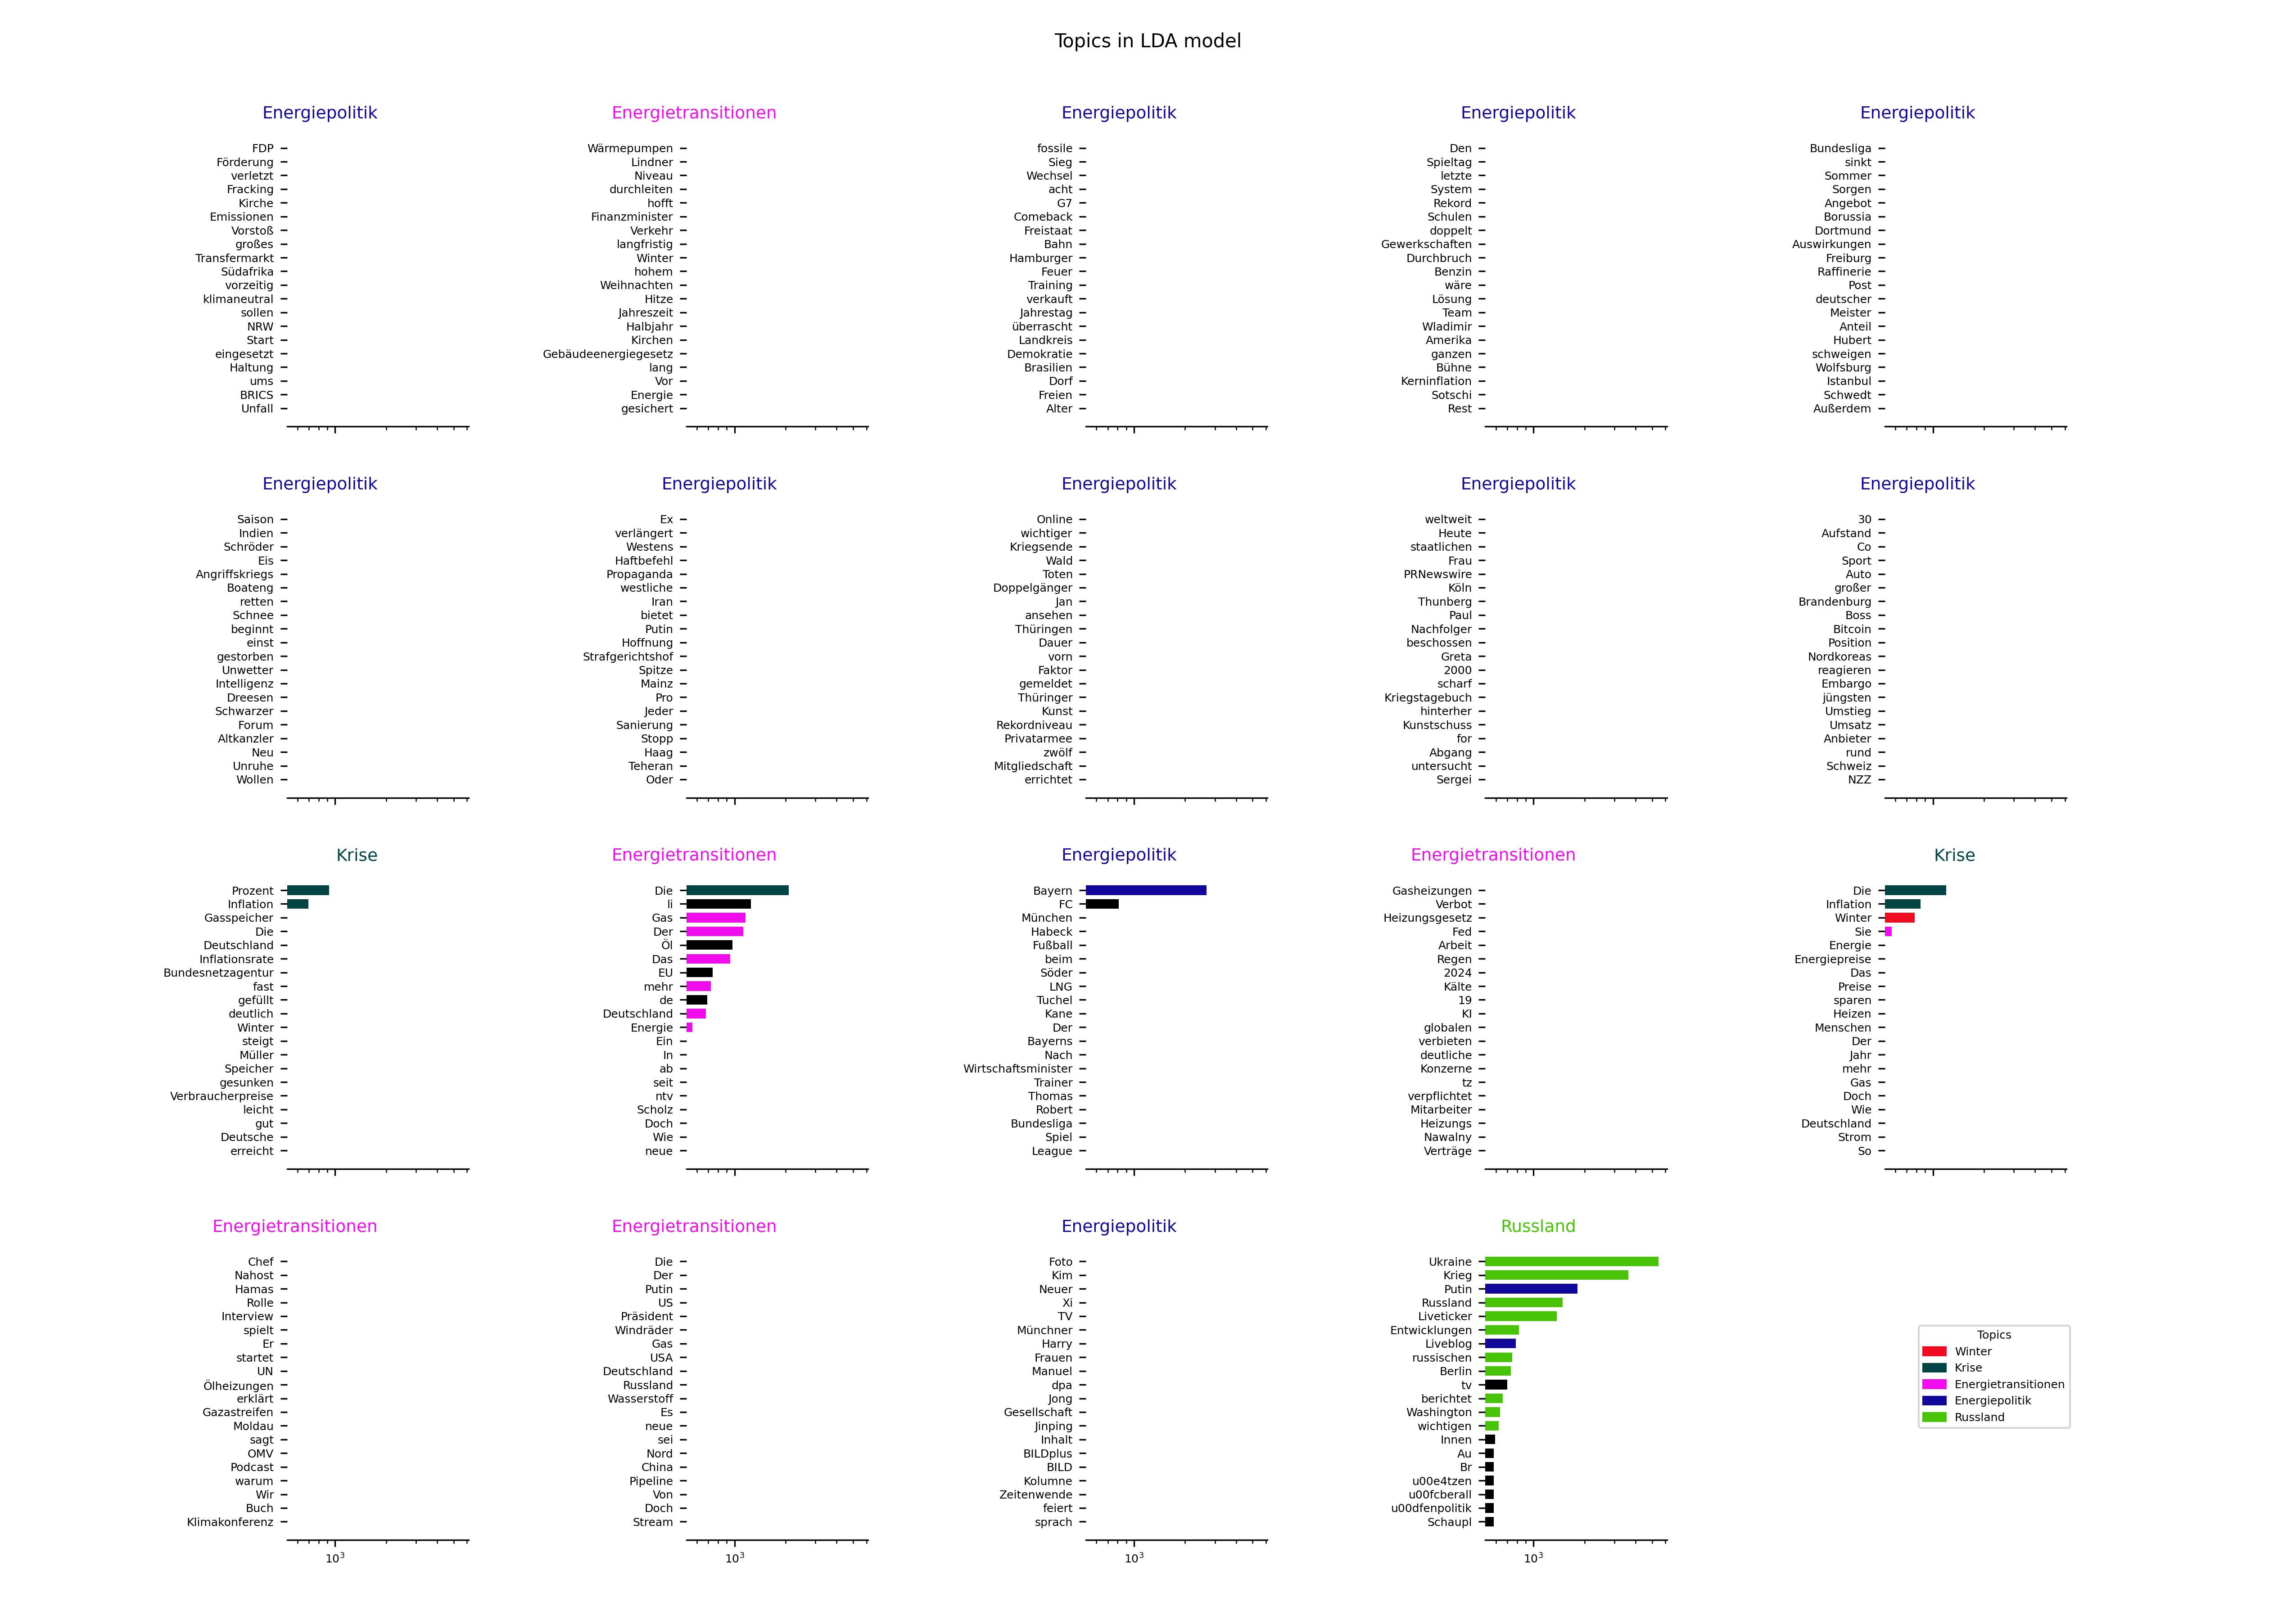 Topics in LDA model
Energiepolitik
FDP
Förderung
verletzt
Fracking
Kirche
Emissionen
Vorstoß
großes
Transfermarkt
Südafrika
vorzeitig
klimaneutral
sollen
NRW
Start
eingesetzt
Haltung
ums
BRICS
Unfall
Energietransitionen
Wärmepumpen
Lindner
Niveau
durchleiten
hofft
Finanzminister
Verkehr
langfristig
Winter
hohem
Weihnachten
Hitze
Jahreszeit
Halbjahr
Kirchen
Gebäudeenergiegesetz
lang
Vor
Energie
gesichert
Energiepolitik
fossile
Sieg
Wechsel
acht
G7
Comeback
Freistaat
Bahn
Hamburger
Feuer
Training
verkauft
Jahrestag
überrascht
Landkreis
Demokratie
Brasilien
Dorf
Freien
Alter
Energiepolitik
Den
Spieltag
letzte
System
Rekord
Schulen
doppelt
Gewerkschaften
Durchbruch
Benzin
wäre
Lösung
Team
Wladimir
Amerika
ganzen
Bühne
Kerninflation
Sotschi
Rest
Energiepolitik
Bundesliga
sinkt
Sommer
Sorgen
Angebot
Borussia
Dortmund
Auswirkungen
Freiburg
Raffinerie
Post
deutscher
Meister
Anteil
Hubert
schweigen
Wolfsburg
Istanbul
Schwedt
Außerdem
Energiepolitik
Saison
Indien
Schröder
Eis
Angriffskriegs
Boateng
retten
Schnee
beginnt
einst
gestorben
Unwetter
Intelligenz
Dreesen
Schwarzer
Forum
Altkanzler
Neu
Unruhe
Wollen
Energiepolitik
Ex
verlängert
Westens
Haftbefehl
Propaganda
westliche
Iran
bietet
Putin
Hoffnung
Strafgerichtshof
Spitze
Mainz
Pro
Jeder
Sanierung
Stopp
Haag
Teheran
Oder
Energiepolitik
Online
wichtiger
Kriegsende
Wald
Toten
Doppelgänger
Jan
ansehen
Thüringen
Dauer
vorn
Faktor
gemeldet
Thüringer
Kunst
Rekordniveau
Privatarmee
zwölf
Mitgliedschaft
errichtet
Energiepolitik
weltweit
Heute
staatlichen
Frau
PRNewswire
Köln
Thunberg
Paul
Nachfolger
beschossen
Greta
2000
scharf
Kriegstagebuch
hinterher
Kunstschuss
for
Abgang
untersucht
Sergei
Energiepolitik
30
Aufstand
Co
Sport
Auto
großer
Brandenburg
Boss
Bitcoin
Position
Nordkoreas
reagieren
Embargo
jüngsten
Umstieg
Umsatz
Anbieter
rund
Schweiz
NZZ
Krise
Prozent
Inflation
Gasspeicher
Die
Deutschland
Inflationsrate
Bundesnetzagentur
fast
gefüllt
deutlich
Winter
steigt
Müller
Speicher
gesunken
Verbraucherpreise
leicht
gut
Deutsche
erreicht
Energietransitionen
Die
li
Gas
Der
Öl
Das
EU
mehr
de
Deutschland
Energie
Ein
In
ab
seit
ntv
Scholz
Doch
Wie
neue
Energiepolitik
Bayern
FC
München
Habeck
Fußball
beim
Söder
LNG
Tuchel
Kane
Der
Bayerns
Nach
Wirtschaftsminister
Trainer
Thomas
Robert
Bundesliga
Spiel
League
Energietransitionen
Gasheizungen
Verbot
Heizungsgesetz
Fed
Arbeit
Regen
2024
Kälte
19
KI
globalen
verbieten
deutliche
Konzerne
tz
verpflichtet
Mitarbeiter
Heizungs
Nawalny
Verträge
Krise
Die
Inflation
Winter
Sie
Energie
Energiepreise
Das
Preise
sparen
Heizen
Menschen
Der
Jahr
mehr
Gas
Doch
Wie
Deutschland
Strom
So
Energietransitionen
Chef
Nahost
Hamas
Rolle
Interview
spielt
Er
startet
UN
Ölheizungen
erklärt
Gazastreifen
Moldau
sagt
OMV
Podcast
warum
Wir
Buch
Klimakonferenz
10³
Energietransitionen
Die
Der
Putin
US
Präsident
Windräder
Gas
USA
Deutschland
Russland
Wasserstoff
Es
neue
sei
Nord
China
Pipeline
Von
Doch
Stream
10³
Energiepolitik
Foto
Kim
Neuer
Xi
TV
Münchner
Harry
Frauen
Manuel
dpa
Jong
Gesellschaft
Jinping
Inhalt
BILDplus
BILD
Kolumne
Zeitenwende
feiert
sprach
10³
Russland
Ukraine
Krieg
Putin
Russland
Liveticker
Entwicklungen
Liveblog
russischen
Berlin
tv
berichtet
Washington
wichtigen
Innen
Au
Br
u00e4tzen
u00fcberall
u00dfenpolitik
Schaupl
10³
Topics
Winter
Krise
Energietransitionen
Energiepolitik
Russland